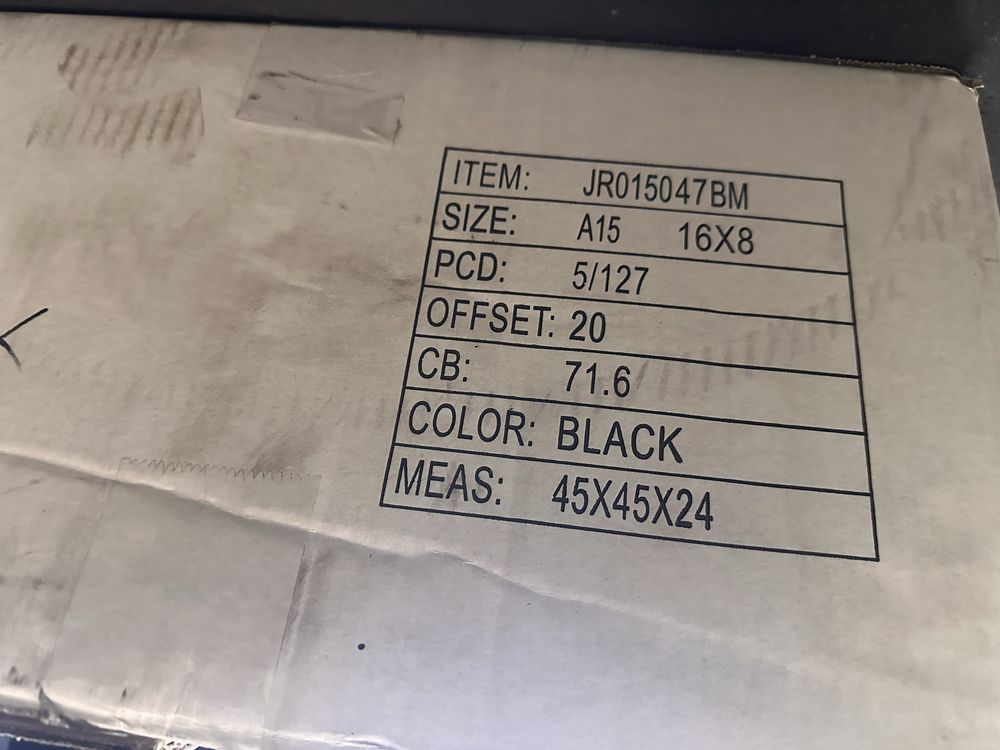 ITEM: JR015047BM
SIZE: A15 16X8
PCD: 5/127
OFFSET: 20
CB: 71.6
COLOR: BLACK
MEAS: 45X45X24